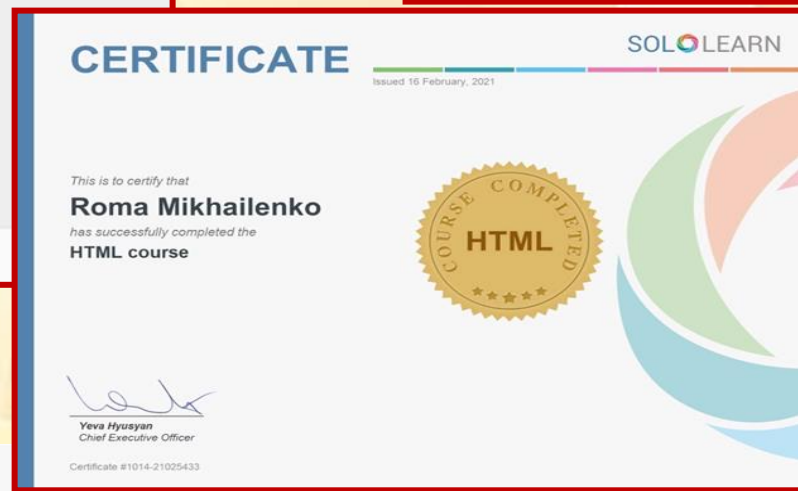 CERTIFICATE
SOLOLEARN
Issued 16 February, 2021
This is to certify that
Roma Mikhailenko
has successfully completed the
HTML course
COURSE COMPLETED
HTML
Yeva Hyusyan
Chief Executive Officer
Certificate #1014-21025433